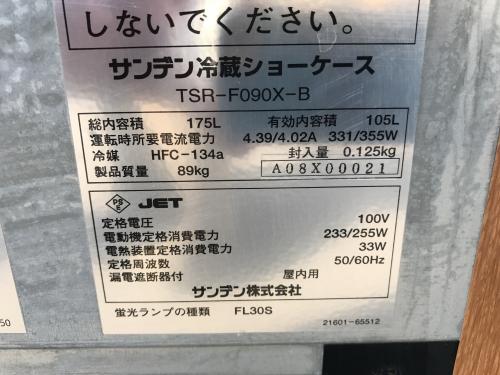 しないでください。
サンデン冷蔵ショーケース
TSR-F090X-B
総内容積 175L 有効内容積 105L
運転時所要電流電力 4.39/4.02A 331/355W
冷媒 HFC-134a 封入量 0.125kg
製品質量 89kg A08X00021
PSE JET
定格電圧 100V
電動機定格消費電力 233/255W
電熱装置定格消費電力 33W
定格周波数 50/60Hz
漏電遮断器付 屋内用
サンデン株式会社
蛍光ランプの種類 FL30S 21601-65512
50